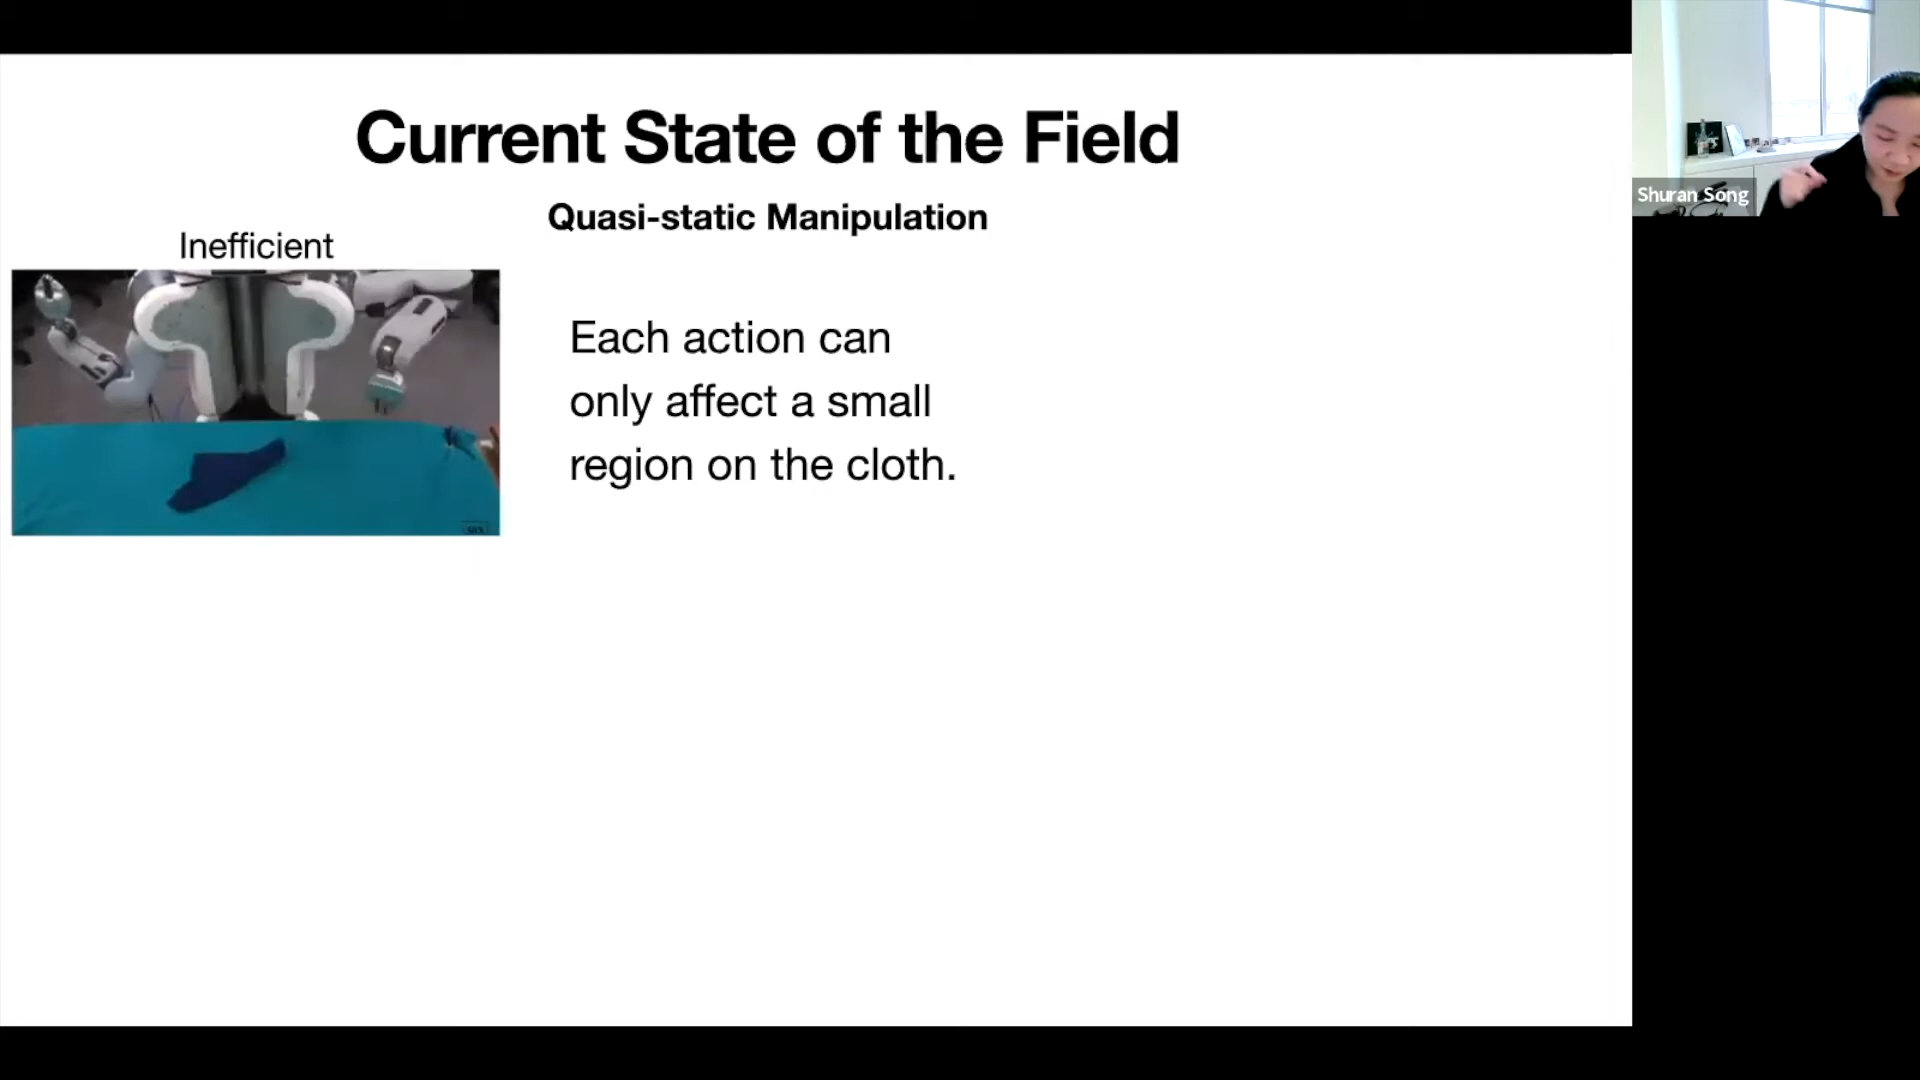 Current State of the Field
Quasi-static Manipulation
Inefficient
Each action can
only affect a small
region on the cloth.
Shuran Song